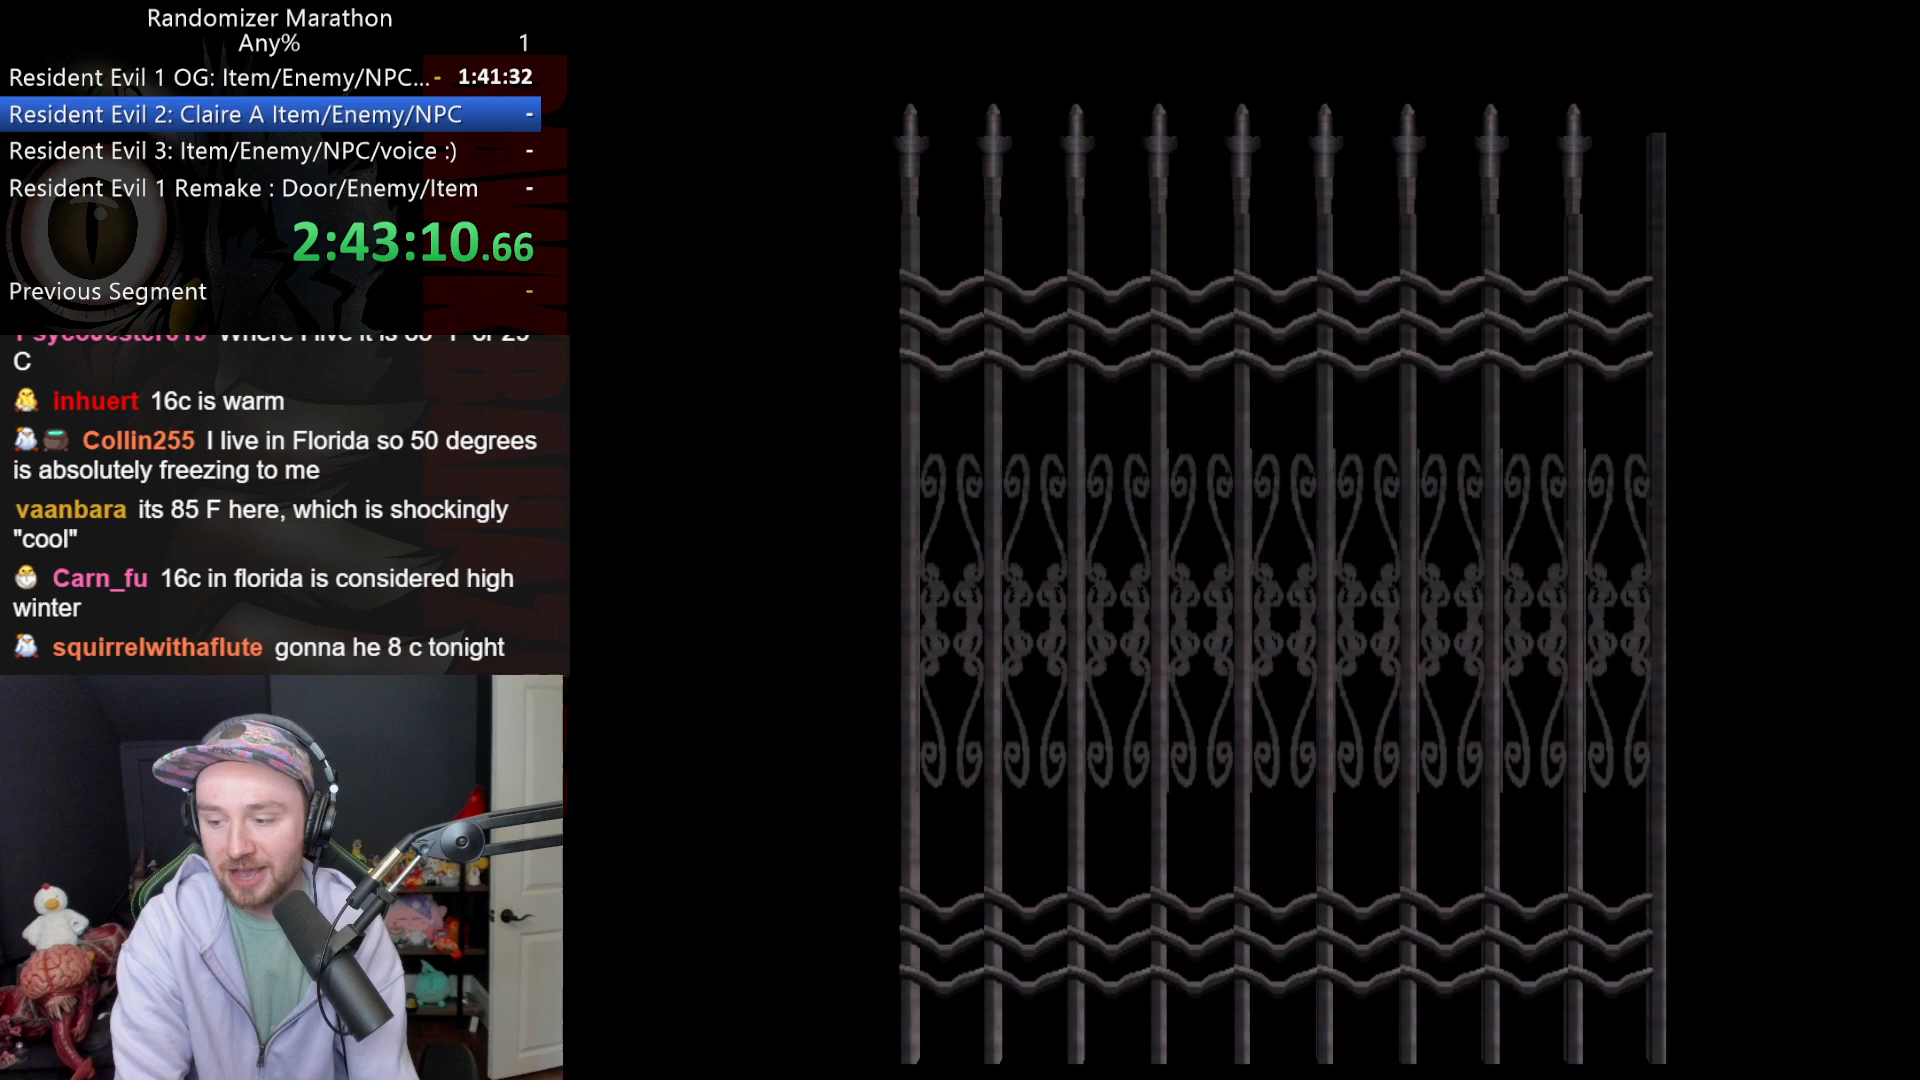 Randomizer Marathon
Any% 1
Resident Evil 1 OG: Item/Enemy/NPC... - 1:41:32
Resident Evil 2: Claire A Item/Enemy/NPC -
Resident Evil 3: Item/Enemy/NPC/voice :) -
Resident Evil 1 Remake : Door/Enemy/Item -
2:43:10.66
Previous Segment -
Where I live it is
C
inhuert 16c is warm
Collin255 I live in Florida so 50 degrees
is absolutely freezing to me
vaanbara its 85 F here, which is shockingly
"cool"
Carn_fu 16c in florida is considered high
winter
squirrelwithaflute gonna he 8 c tonight